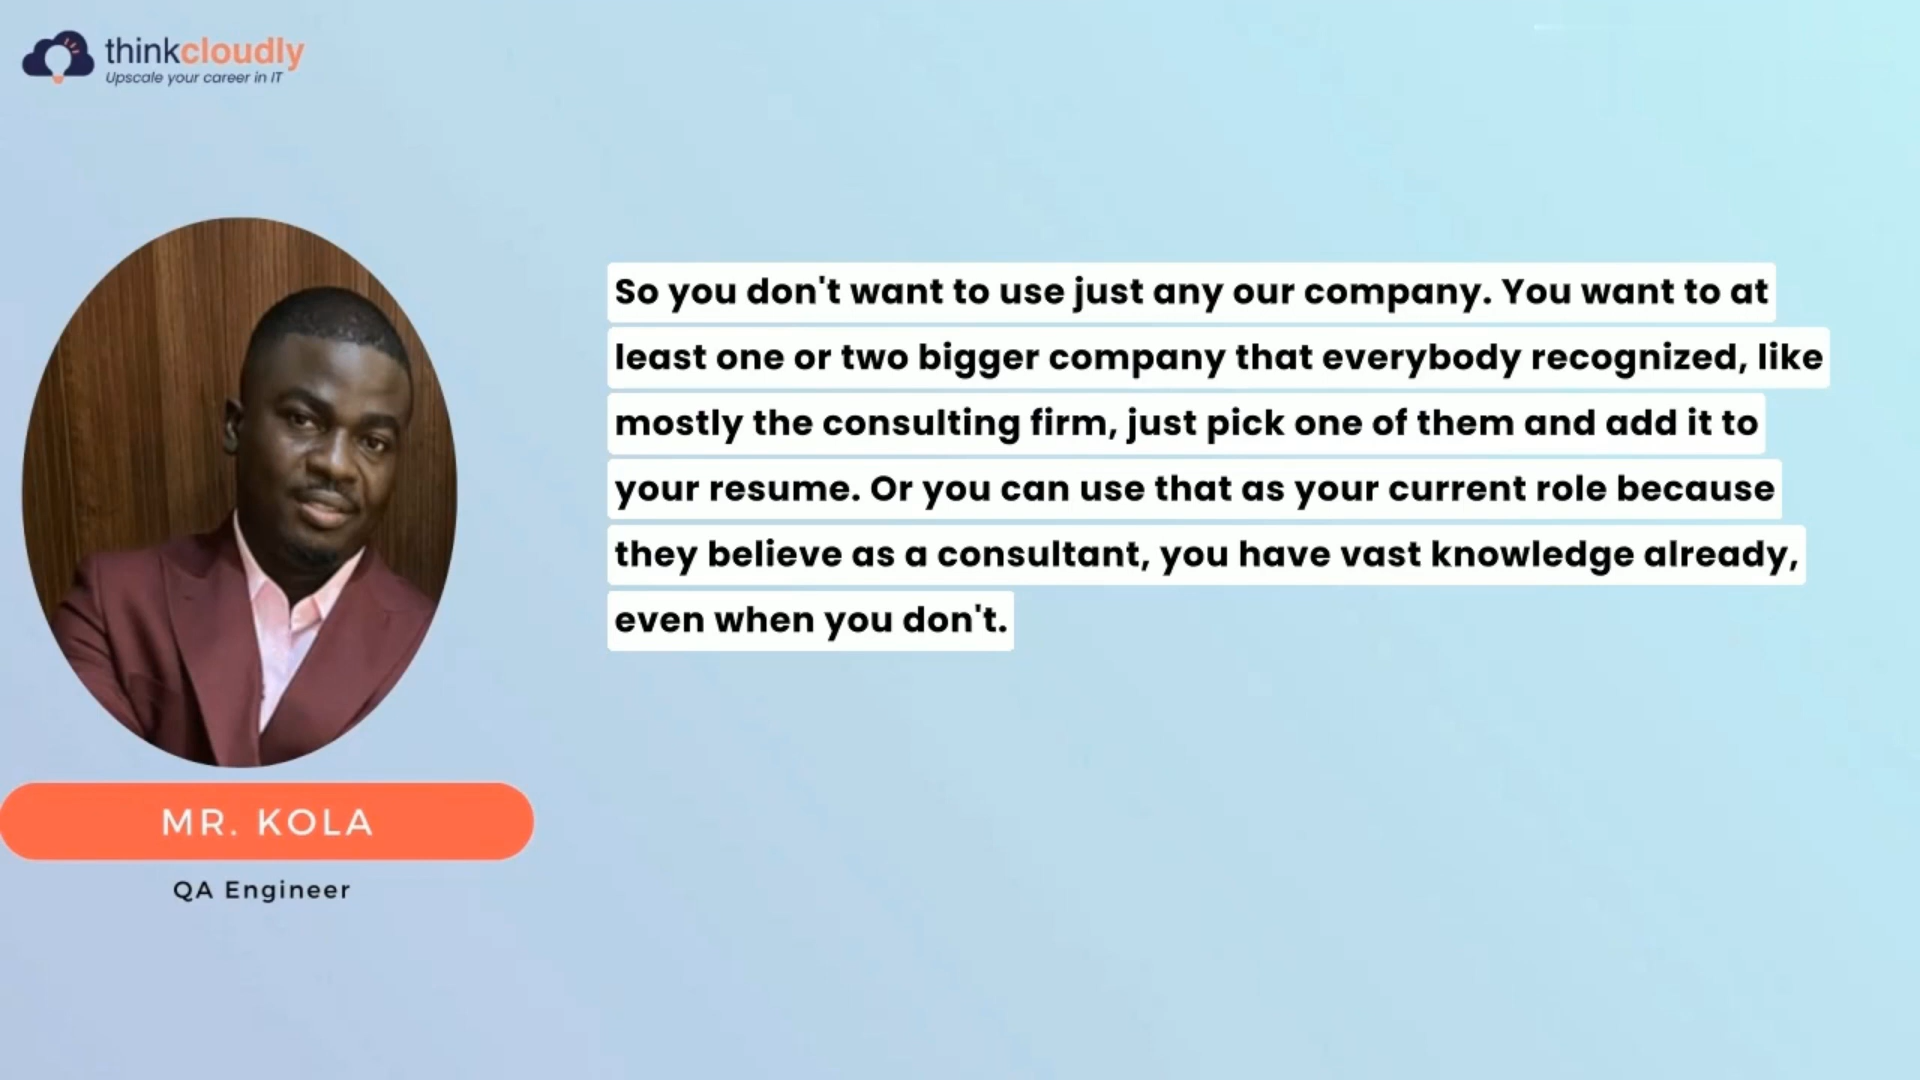 thinkcloudly
Upscale your career in IT
So you don't want to use just any our company. You want to at
least one or two bigger company that everybody recognized, like
mostly the consulting firm, just pick one of them and add it to
your resume. Or you can use that as your current role because
they believe as a consultant, you have vast knowledge already,
even when you don't.
MR. KOLA
QA Engineer